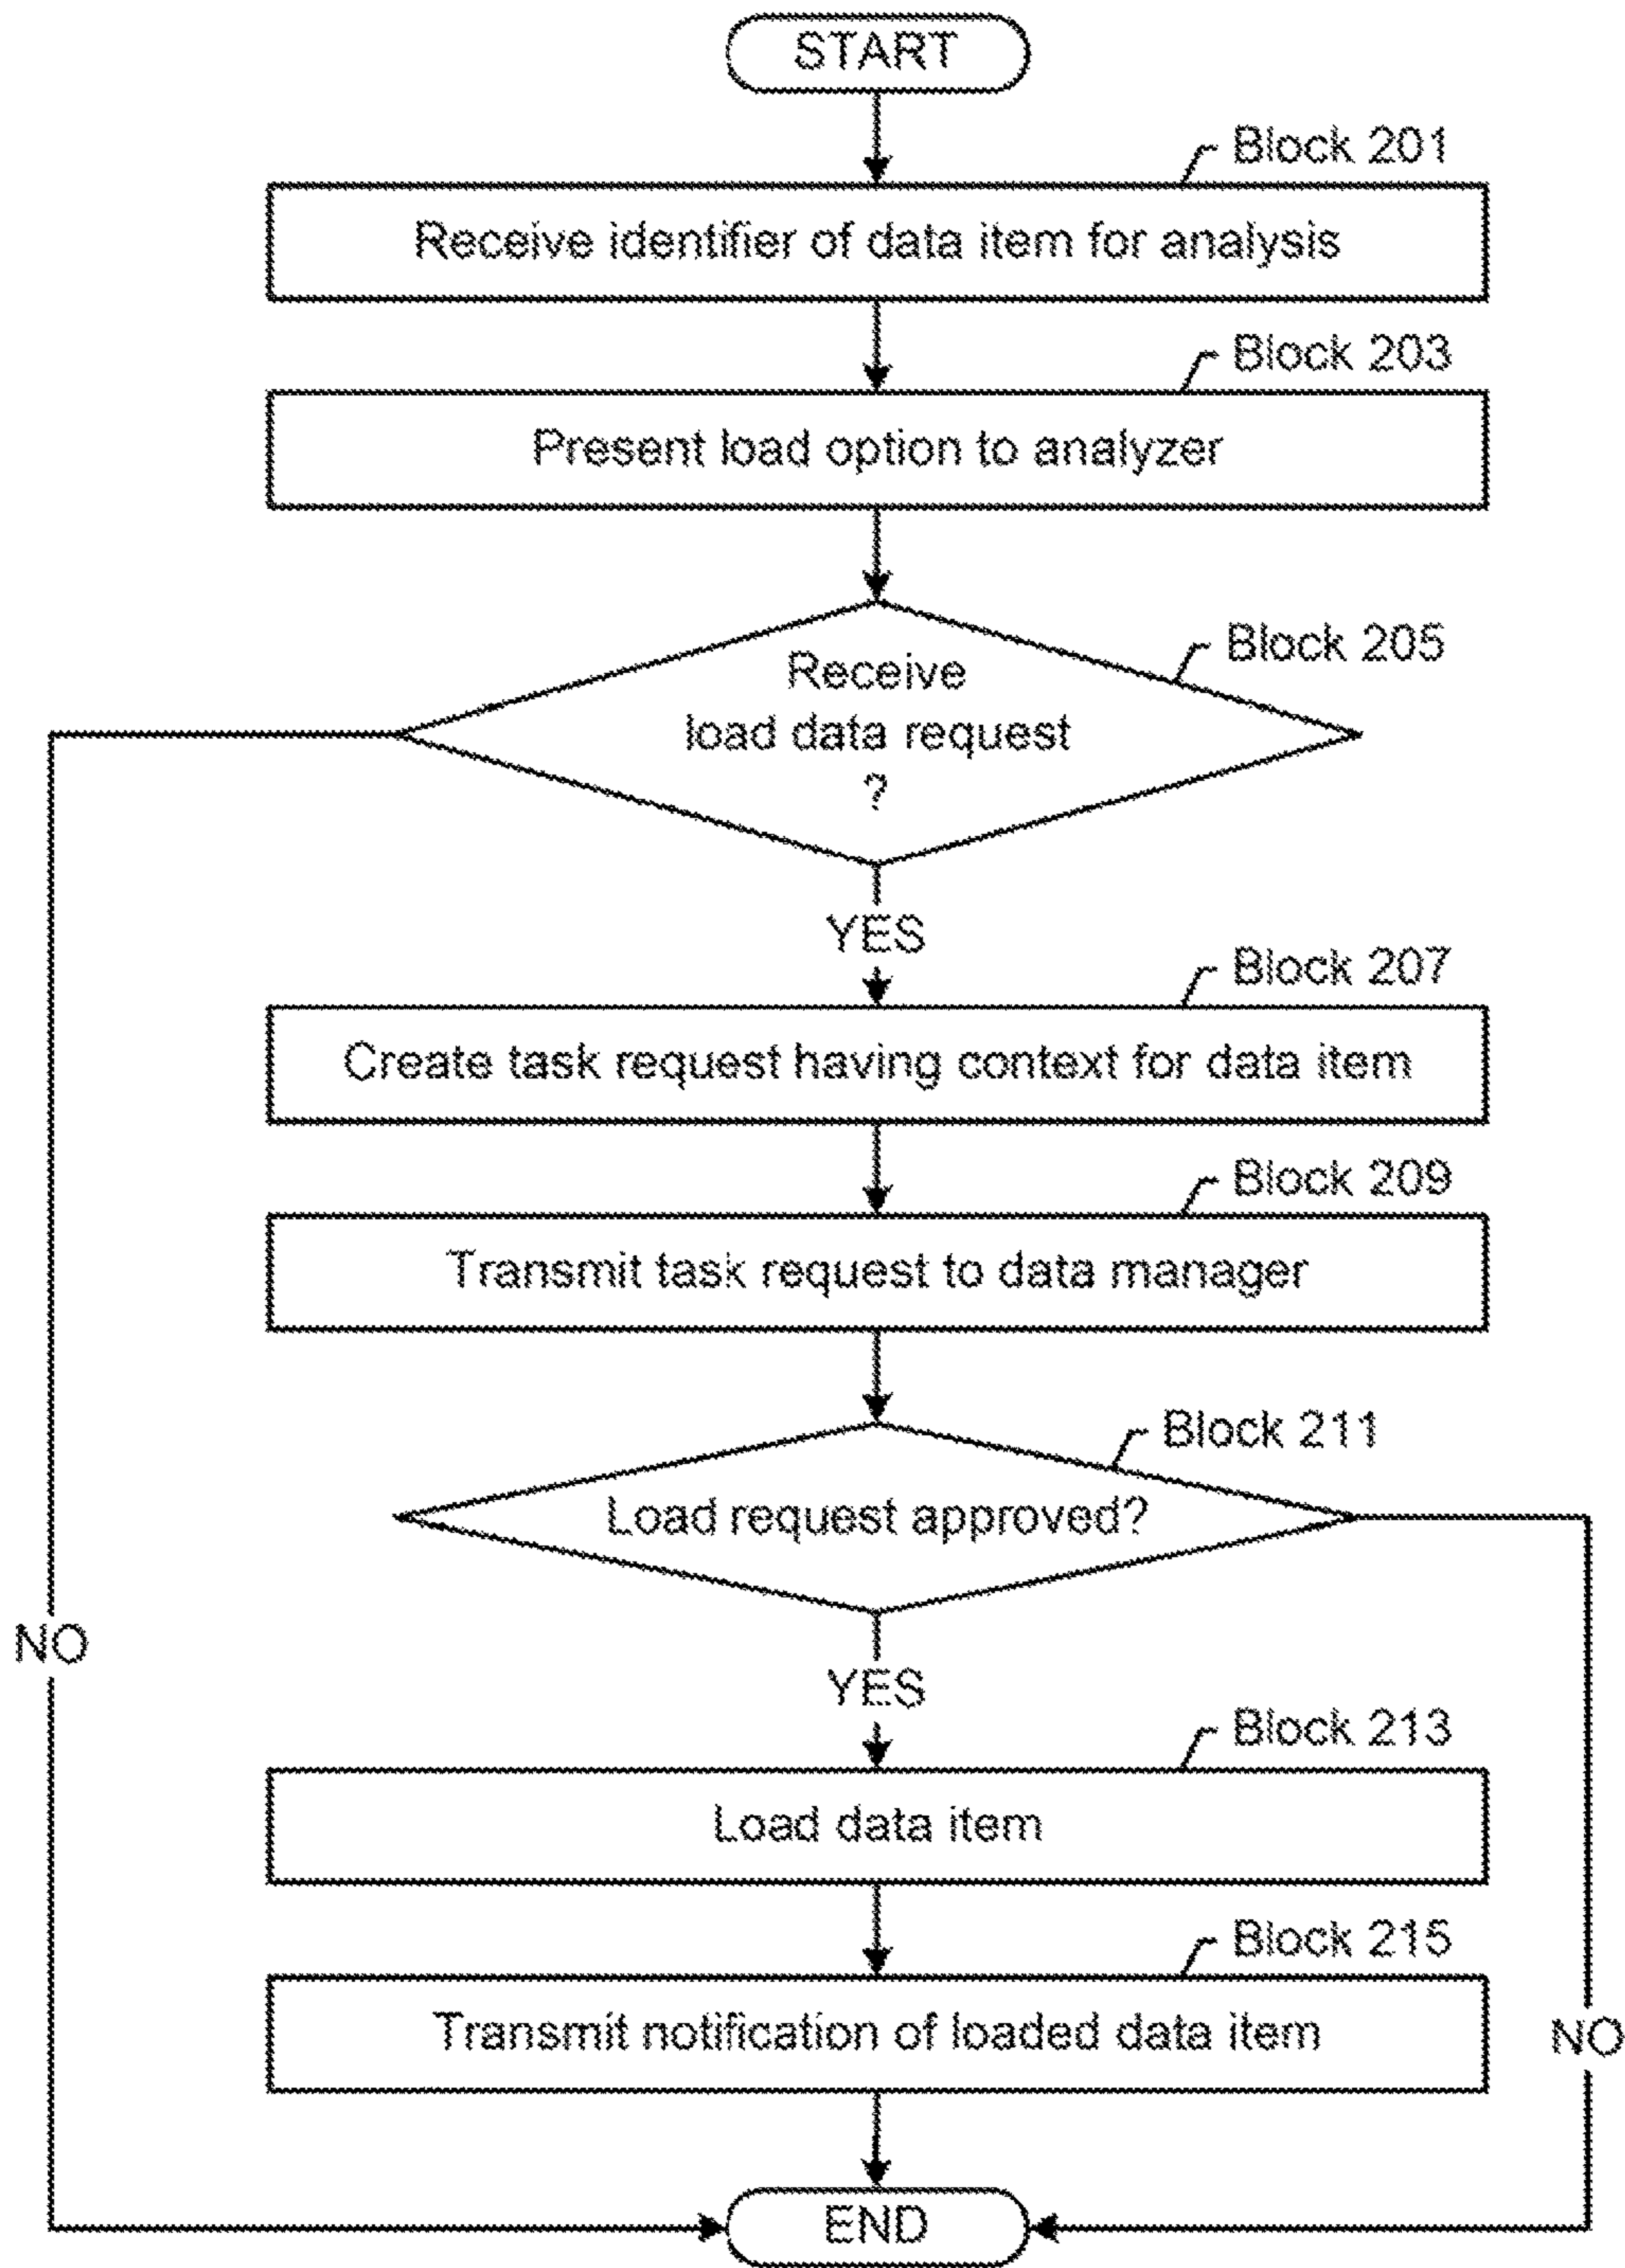 START
Block 201
Receive identifier of data item for analysis
Block 203
Present load option to analyzer
Block 205
Receive
load data request
?
YES
Block 207
Create task request having context for data item
Block 209
Transmit task request to data manager
Block 211
Load request approved?
NO
YES
Block 213
Load data item
Block 215
Transmit notification of loaded data item
NO
END